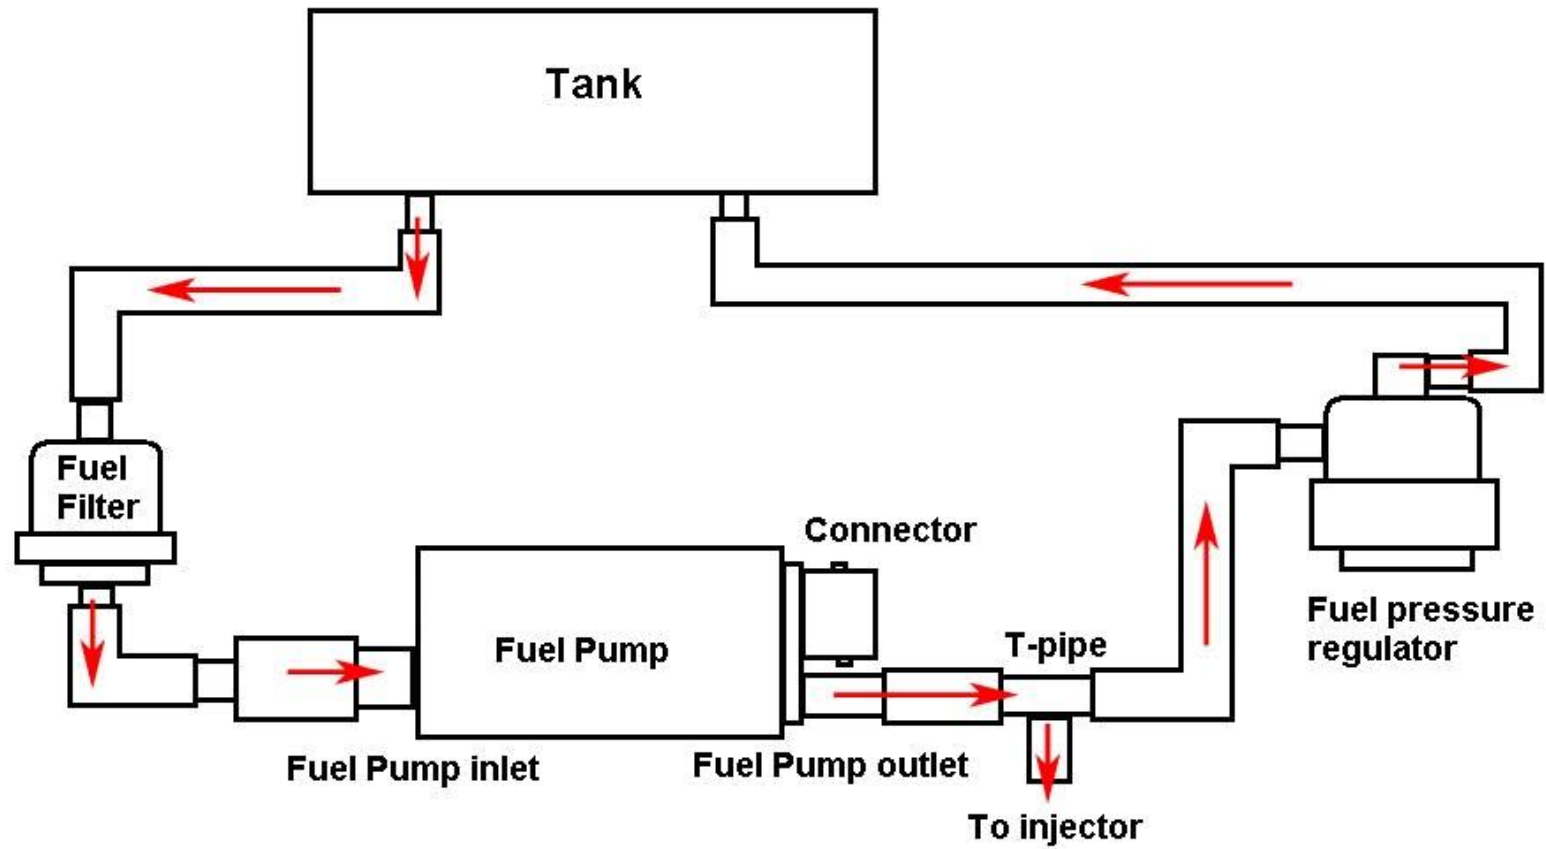 Tank
Fuel
Filter
Connector
Fuel Pump
T-pipe
Fuel pressure
regulator
Fuel Pump inlet
Fuel Pump outlet
To injector